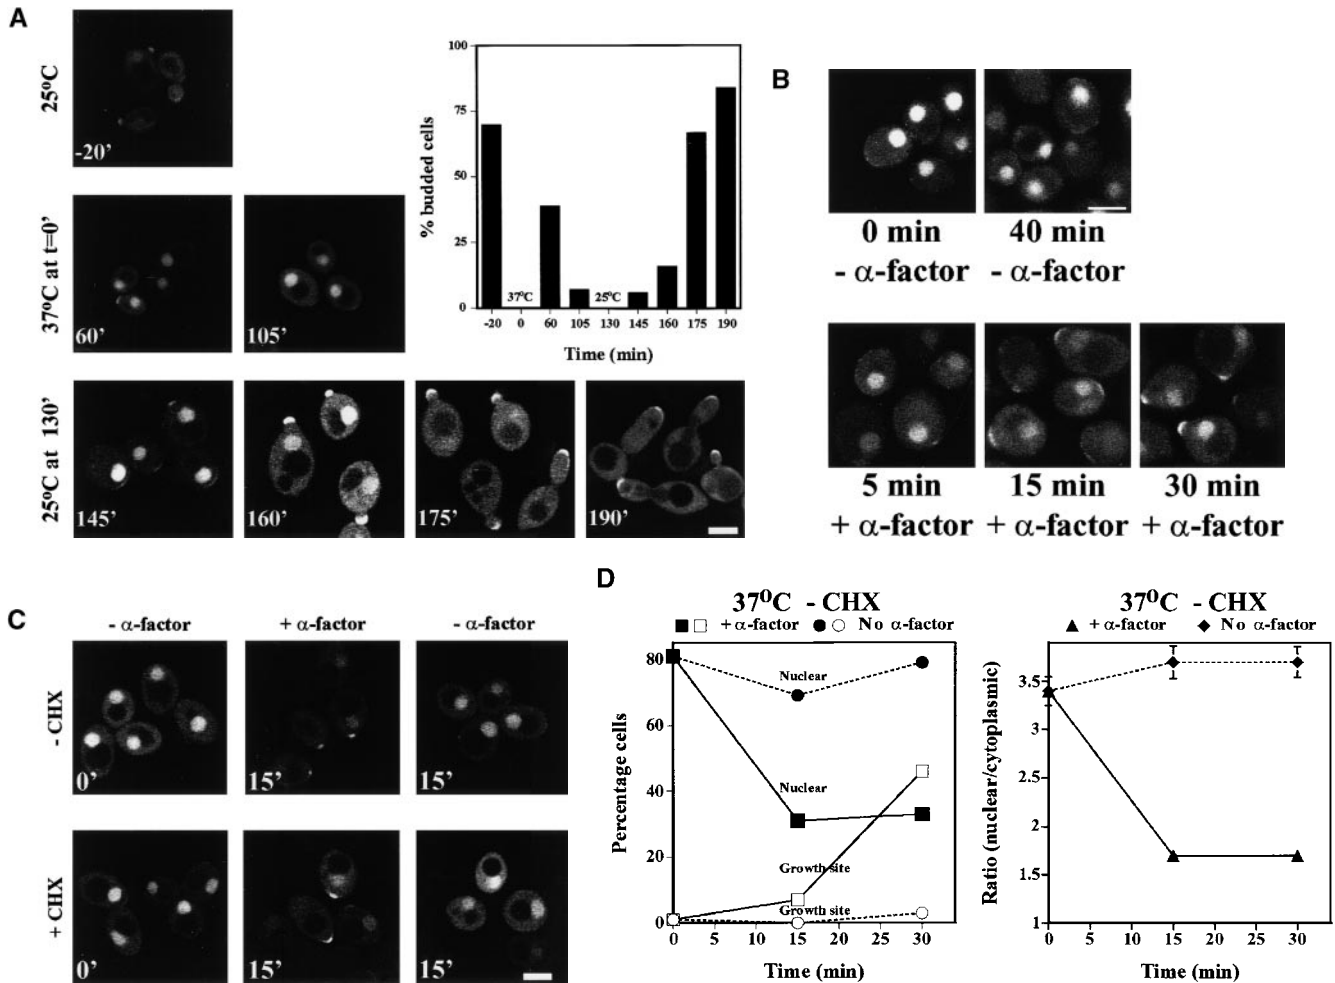 A
25°C
-20'
37°C at t=0'
60'
105'
25°C at 130'
145'
160'
175'
190'
% budded cells
100
75
50
25
0
37°C
25°C
-20 0 60 105 130 145 160 175 190
Time (min)
B
0 min
- α-factor
40 min
- α-factor
5 min
+ α-factor
15 min
+ α-factor
30 min
+ α-factor
C
- α-factor
+ α-factor
- α-factor
- CHX
0'
15'
15'
+ CHX
0'
15'
15'
D
37⁰C - CHX
+ α-factor
No α-factor
Percentage cells
80
60
40
20
0
Nuclear
Nuclear
Growth site
Growth site
0 5 10 15 20 25 30
Time (min)
37⁰C - CHX
+ α-factor
No α-factor
Ratio (nuclear/cytoplasmic)
3.5
3
2.5
2
1.5
1
0 5 10 15 20 25 30
Time (min)